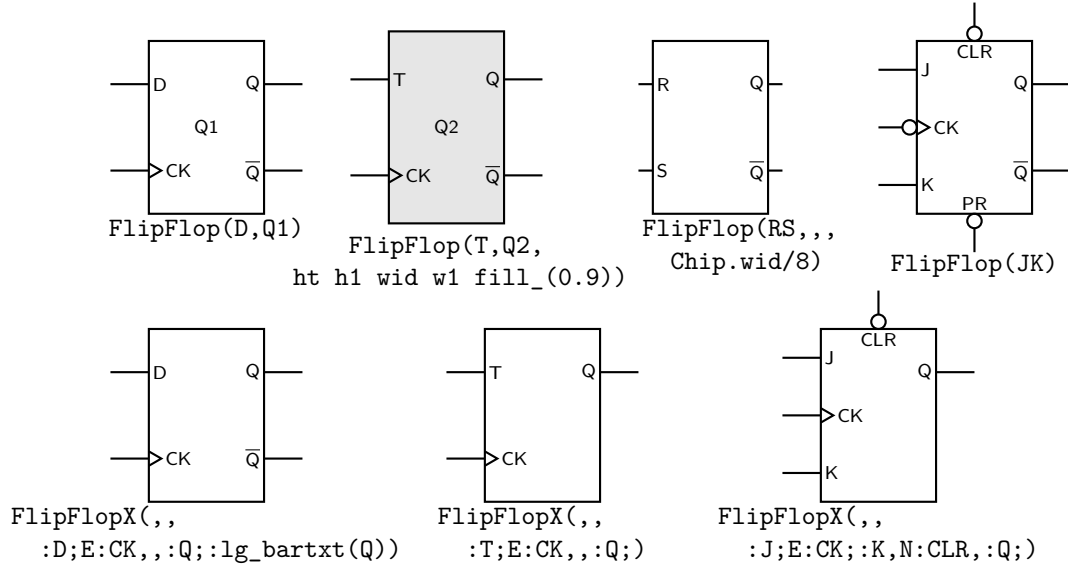 CLR
D Q T Q R Q J Q
Q1 Q2 CK
CK Q̅ CK Q̅ S Q̅ K Q̅
PR
FlipFlop(D,Q1)
FlipFlop(T,Q2,
ht h1 wid w1 fill_(0.9))
FlipFlop(RS,,,
Chip.wid/8)
FlipFlop(JK)
CLR
D Q T Q J Q
CK
CK Q̅ CK K
FlipFlopX(,,
:D;E:CK,,:Q;:lg_bartxt(Q))
FlipFlopX(,,
:T;E:CK,,:Q;)
FlipFlopX(,,
:J;E:CK;:K,N:CLR,:Q;)